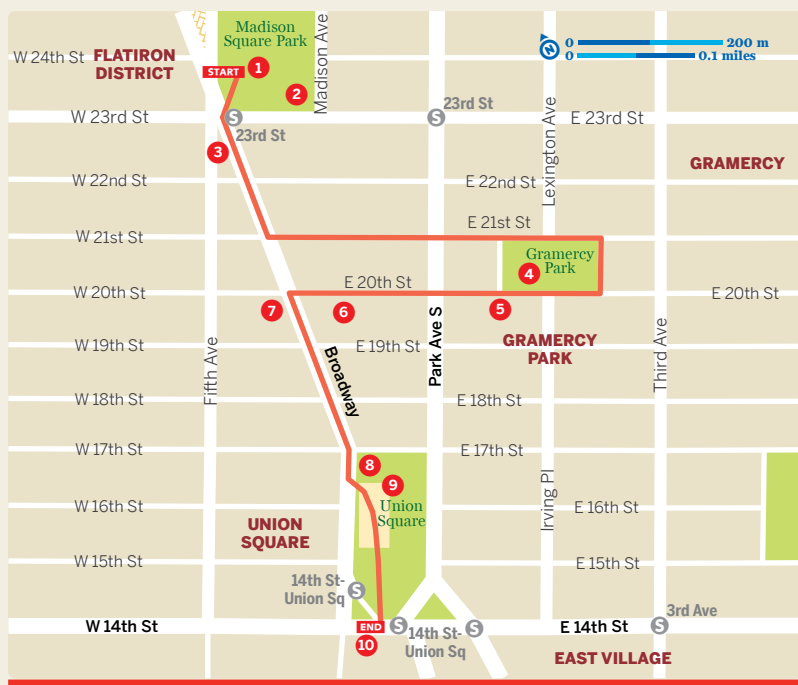 Madison
Square Park
Madison Ave
N
0 200 m
0 0.1 miles
W 24th St
FLATIRON
DISTRICT
START
1
2
W 23rd St
S
23rd St
S
23rd St
E 23rd St
Lexington Ave
3
GRAMERCY
W 22nd St
E 22nd St
E 21st St
W 21st St
Gramercy
Park
4
E 20th St
W 20th St
E 20th St
7
6
5
Park Ave S
GRAMERCY
PARK
E 19th St
W 19th St
Fifth Ave
Broadway
Third Ave
W 18th St
E 18th St
W 17th St
E 17th St
8
9
Union
Square
Irving Pl
W 16th St
E 16th St
UNION
SQUARE
W 15th St
E 15th St
14th St-
Union Sq
S
3rd Ave
W 14th St
END
S
14th St-
Union Sq
S
E 14th St
S
10
EAST VILLAGE